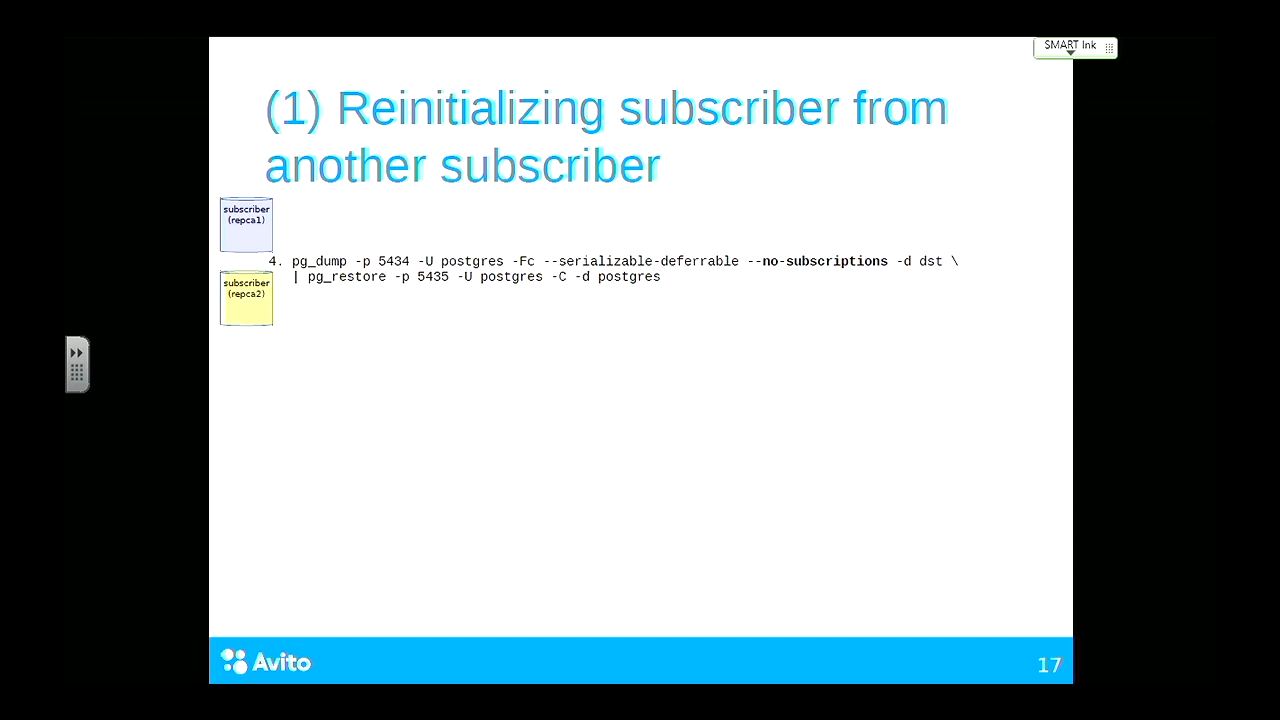 SMART Ink
(1) Reinitializing subscriber from
another subscriber
subscriber
(repca1)
4. pg_dump -p 5434 -U postgres -Fc --serializable-deferrable --no-subscriptions -d dst \
| pg_restore -p 5435 -U postgres -C -d postgres
subscriber
(repca2)
Avito
17